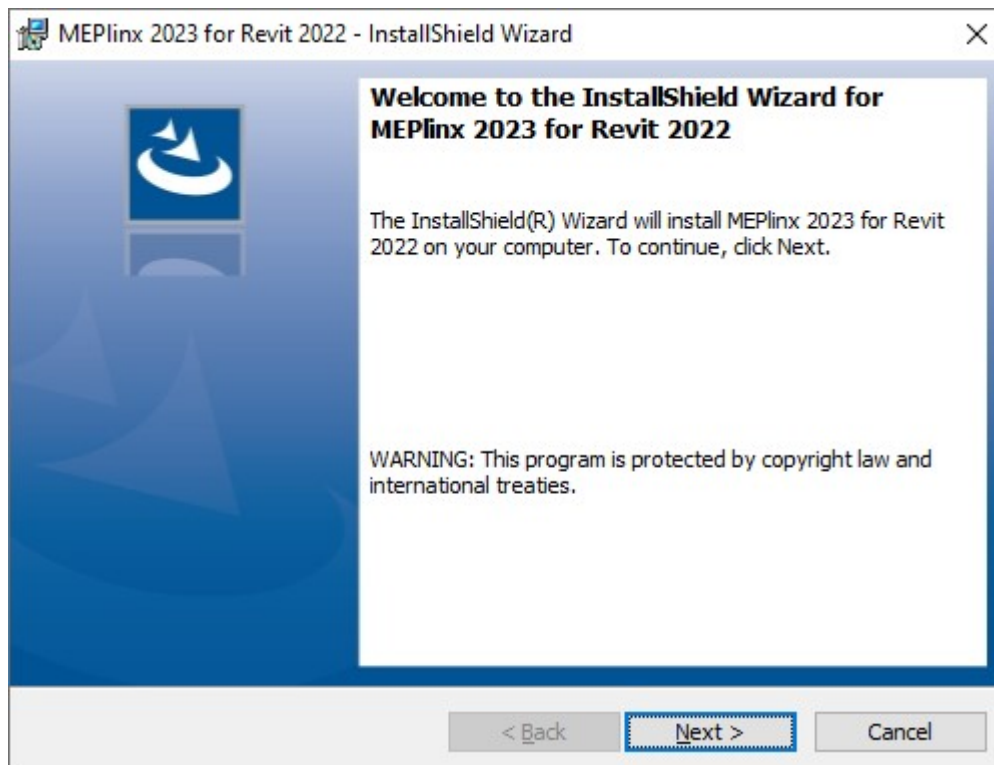 MEPlinx 2023 for Revit 2022 - InstallShield Wizard
Welcome to the InstallShield Wizard for
MEPlinx 2023 for Revit 2022
The InstallShield(R) Wizard will install MEPlinx 2023 for Revit
2022 on your computer. To continue, click Next.
WARNING: This program is protected by copyright law and
international treaties.
< Back
Next >
Cancel